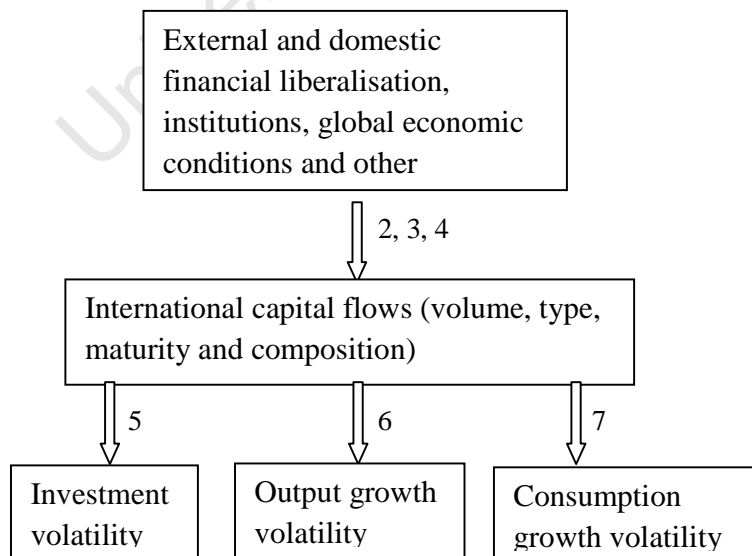 External and domestic
financial liberalisation,
institutions, global economic
conditions and other
2, 3, 4
International capital flows (volume, type,
maturity and composition)
5
6
7
Investment
volatility
Output growth
volatility
Consumption
growth volatility